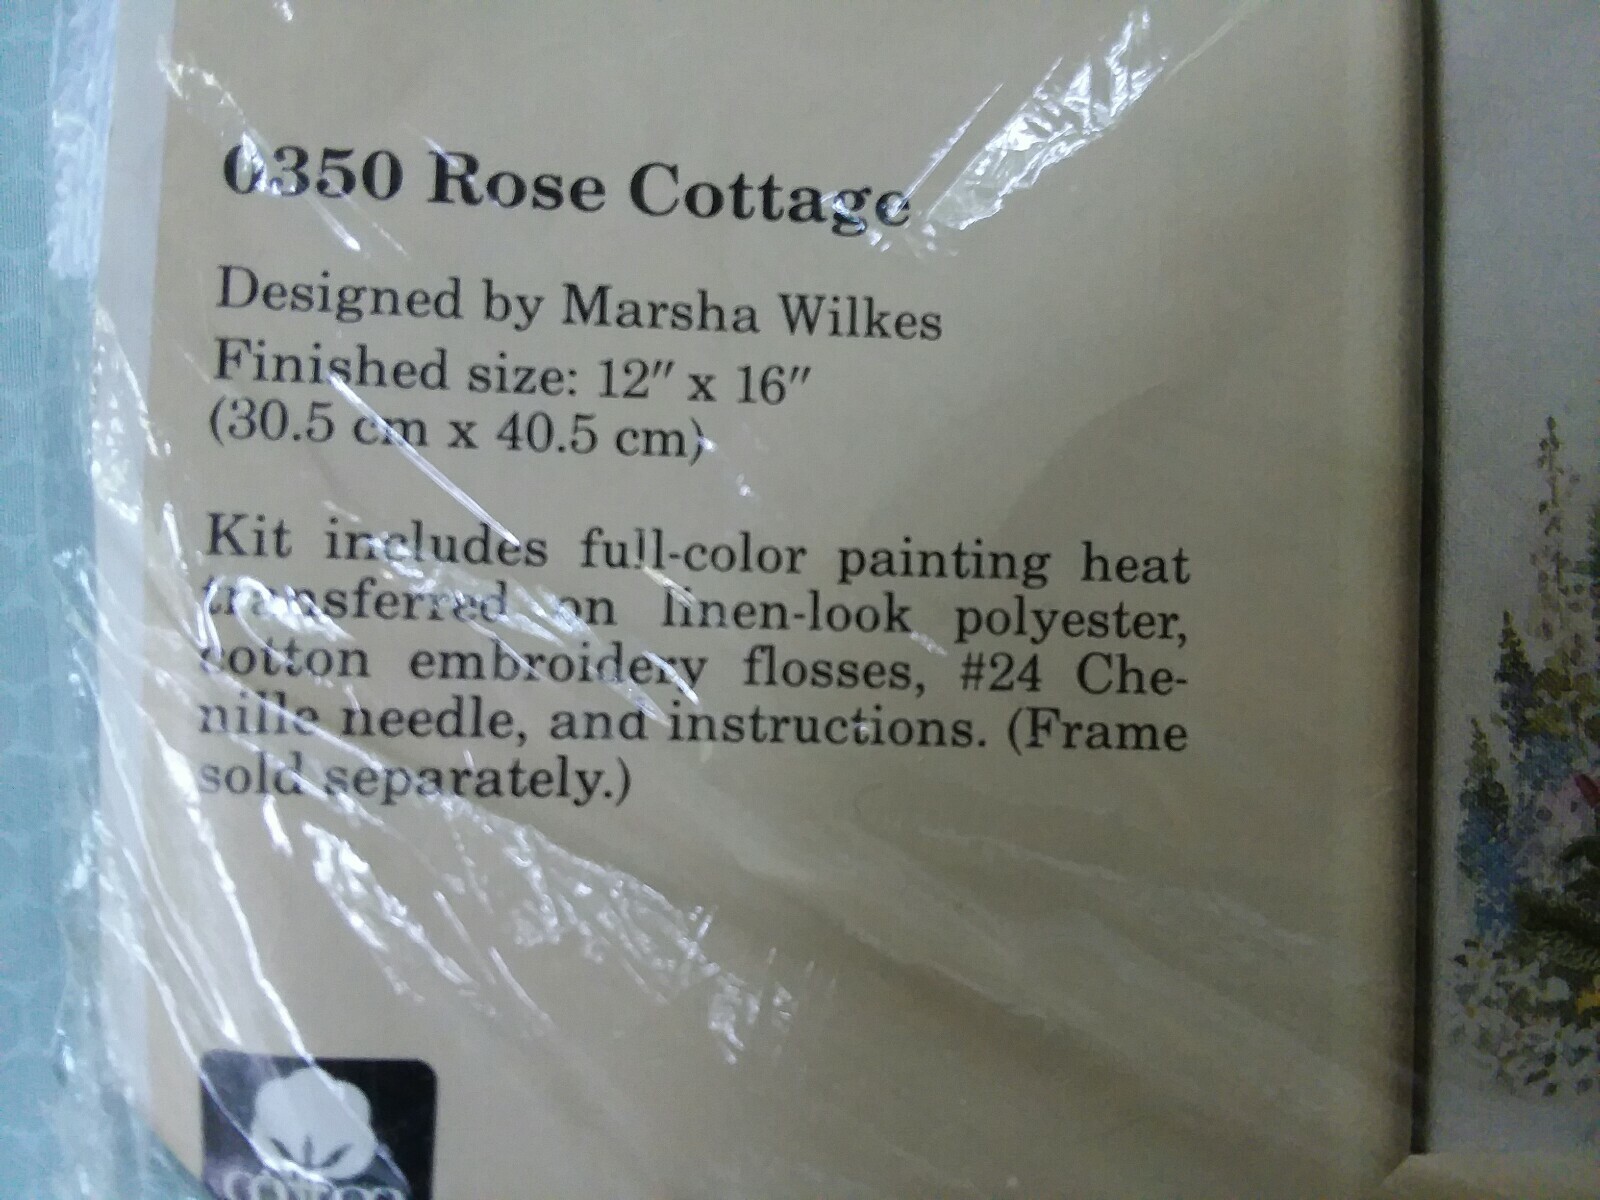 0350 Rose Cottage
Designed by Marsha Wilkes
Finished size: 12" x 16"
(30.5 cm x 40.5 cm)
Kit includes full-color painting heat
transferred on linen-look polyester,
cotton embroidery flosses, #24 Che-
nille needle, and instructions. (Frame
sold separately.)